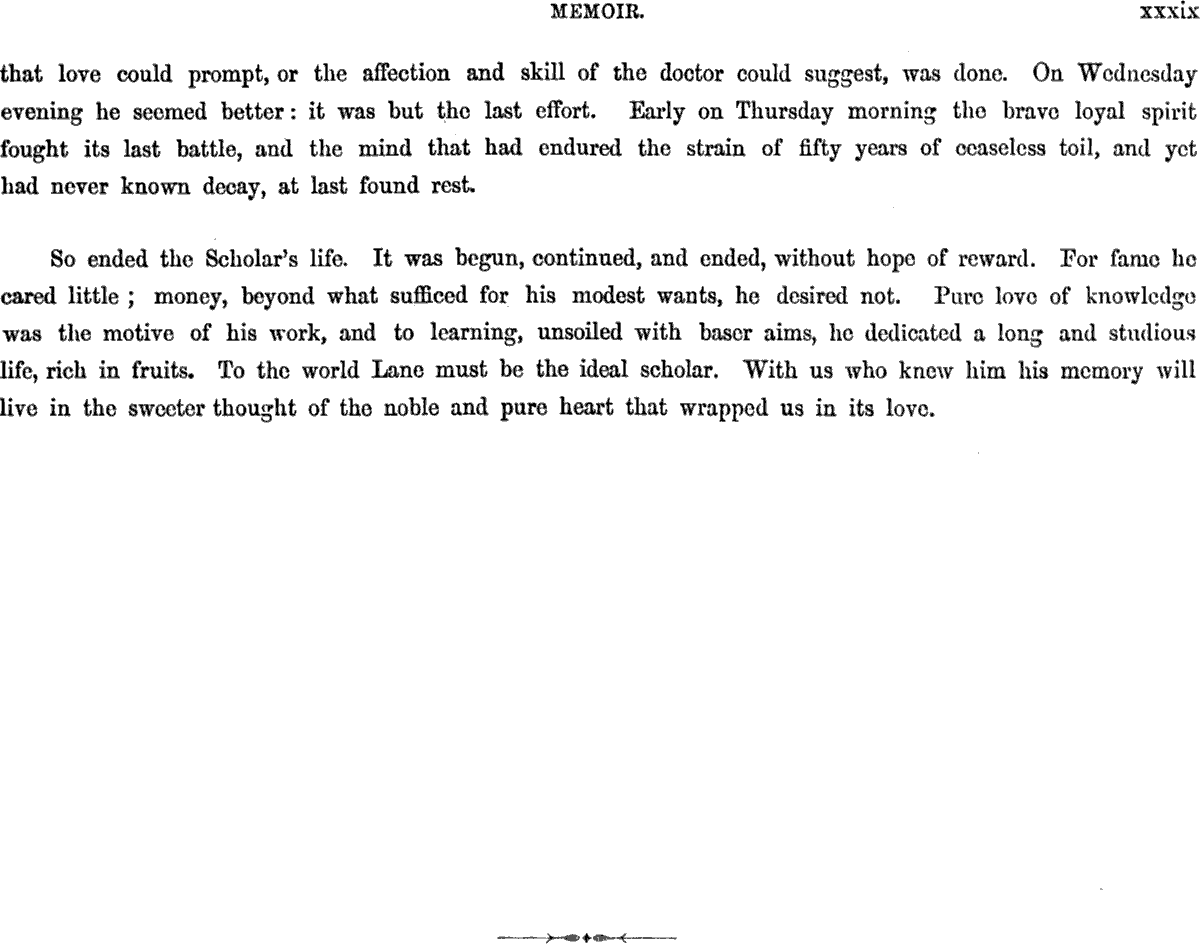 MEMOIR. xxxix
that love could prompt, or the affection and skill of the doctor could suggest, was done. On Wednesday
evening he seemed better : it was but the last effort. Early on Thursday morning the brave loyal spirit
fought its last battle, and the mind that had endured the strain of fifty years of ceaseless toil, and yet
had never known decay, at last found rest.
So ended the Scholar's life. It was begun, continued, and ended, without hope of reward. For fame he
cared little ; money, beyond what sufficed for his modest wants, he desired not. Pure love of knowledge
was the motive of his work, and to learning, unsoiled with baser aims, he dedicated a long and studious
life, rich in fruits. To the world Lane must be the ideal scholar. With us who knew him his memory will
live in the sweeter thought of the noble and pure heart that wrapped us in its love.